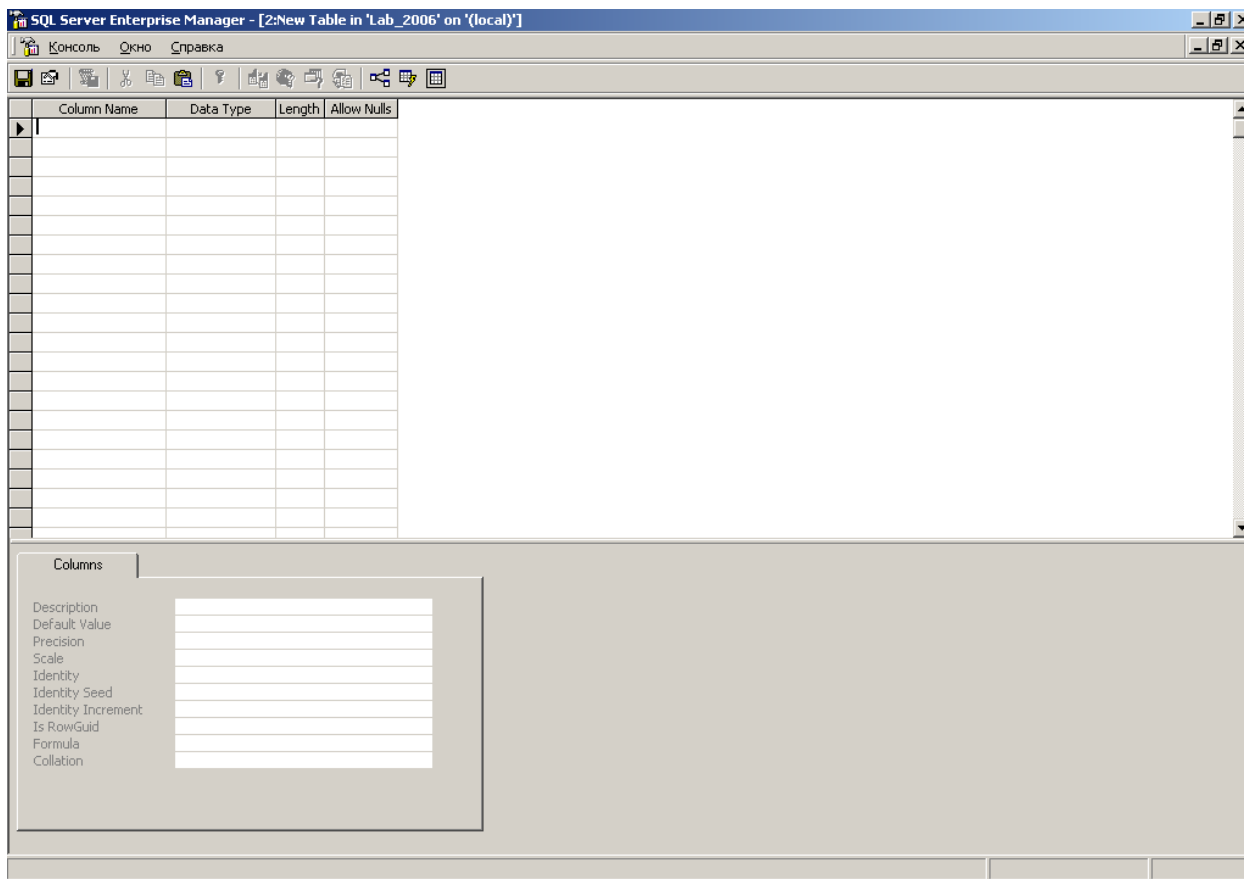 SQL Server Enterprise Manager - [2:New Table in 'Lab_2006' on '(local)']
Консоль Окно Справка
Column Name Data Type Length Allow Nulls
Columns
Description
Default Value
Precision
Scale
Identity
Identity Seed
Identity Increment
Is RowGuid
Formula
Collation